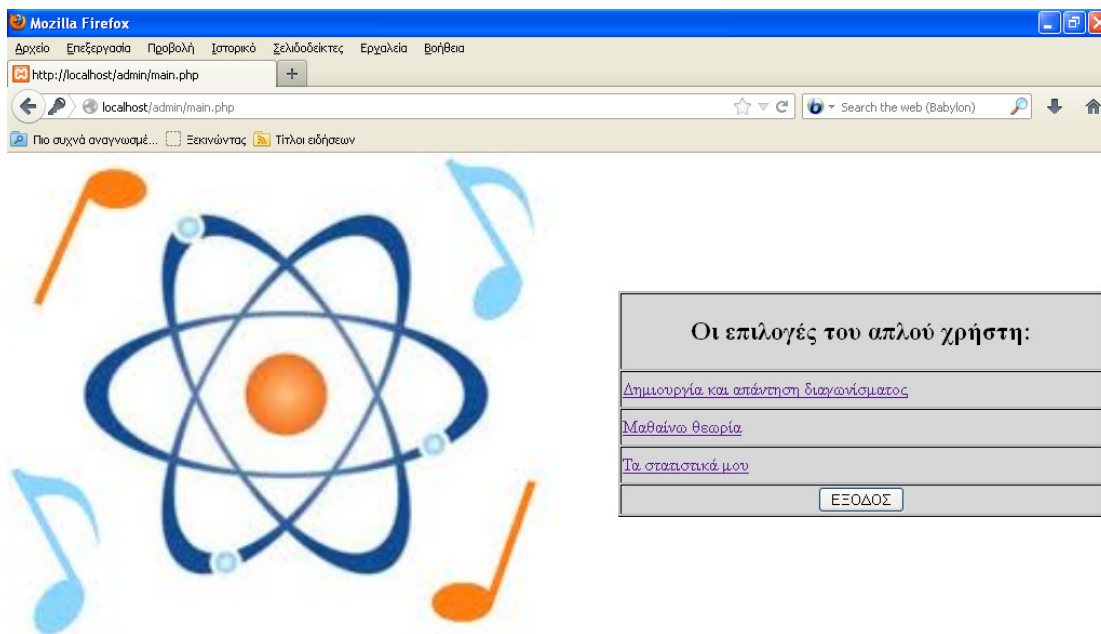 Mozilla Firefox
Αρχείο Επεξεργασία Προβολή Ιστορικό Σελιδοδείκτες Εργαλεία Βοήθεια
http://localhost/admin/main.php
localhost/admin/main.php Search the web (Babylon)
Πιο συχνά αναγνωσμέ... Ξεκινώντας Τίτλοι ειδήσεων
Οι επιλογές του απλού χρήστη:
Δημιουργία και απάντηση διαγωνίσματος
Μαθαίνω θεωρία
Τα στατιστικά μου
ΕΞΟΔΟΣ